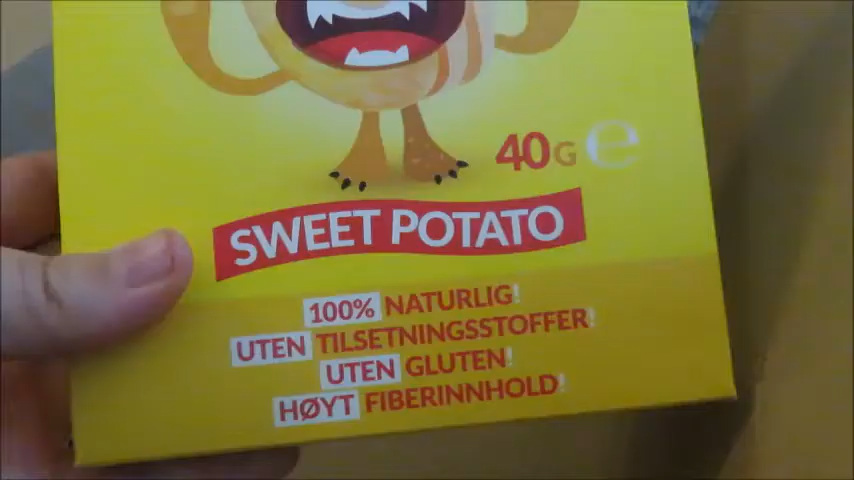 40G e
SWEET POTATO
100% NATURLIG!
UTEN TILSETNINGSSTOFFER!
UTEN GLUTEN!
HØYT FIBERINNHOLD!